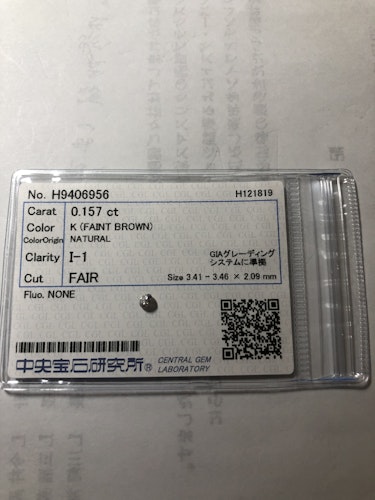 No. H9406956 H121819
Carat 0.157 ct
Color K (FAINT BROWN)
ColorOrigin NATURAL
Clarity I-1 GIAグレーディング
システムに準拠
Cut FAIR Size 3.41 - 3.46 × 2.09 mm
Fluo. NONE
中央宝石研究所® CENTRAL GEM
LABORATORY